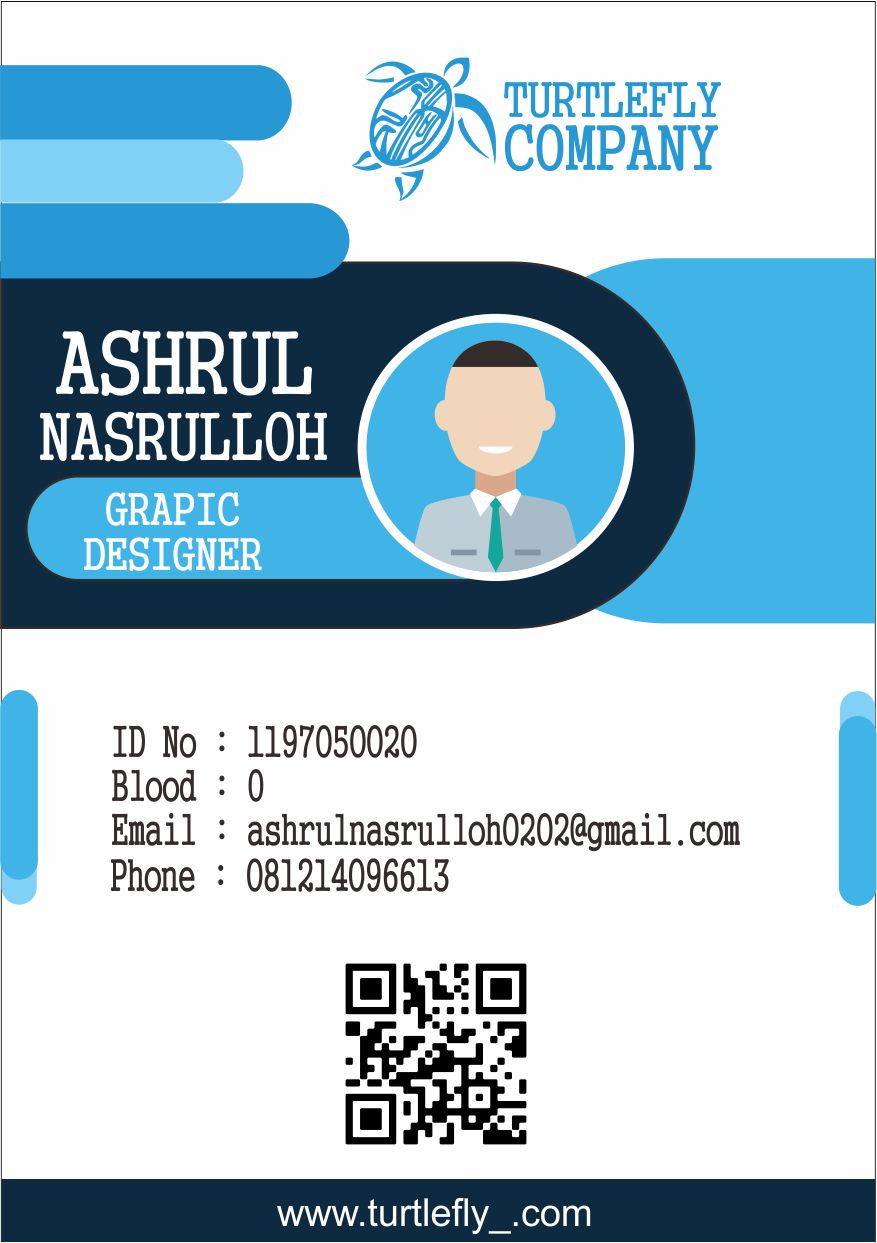 TURTLEFLY
COMPANY
ASHRUL
NASRULLOH
GRAPIC
DESIGNER
ID No : 1197050020
Blood : O
Email : ashrulnasrulloh0202@gmail.com
Phone : 081214096613
www.turtlefly_.com